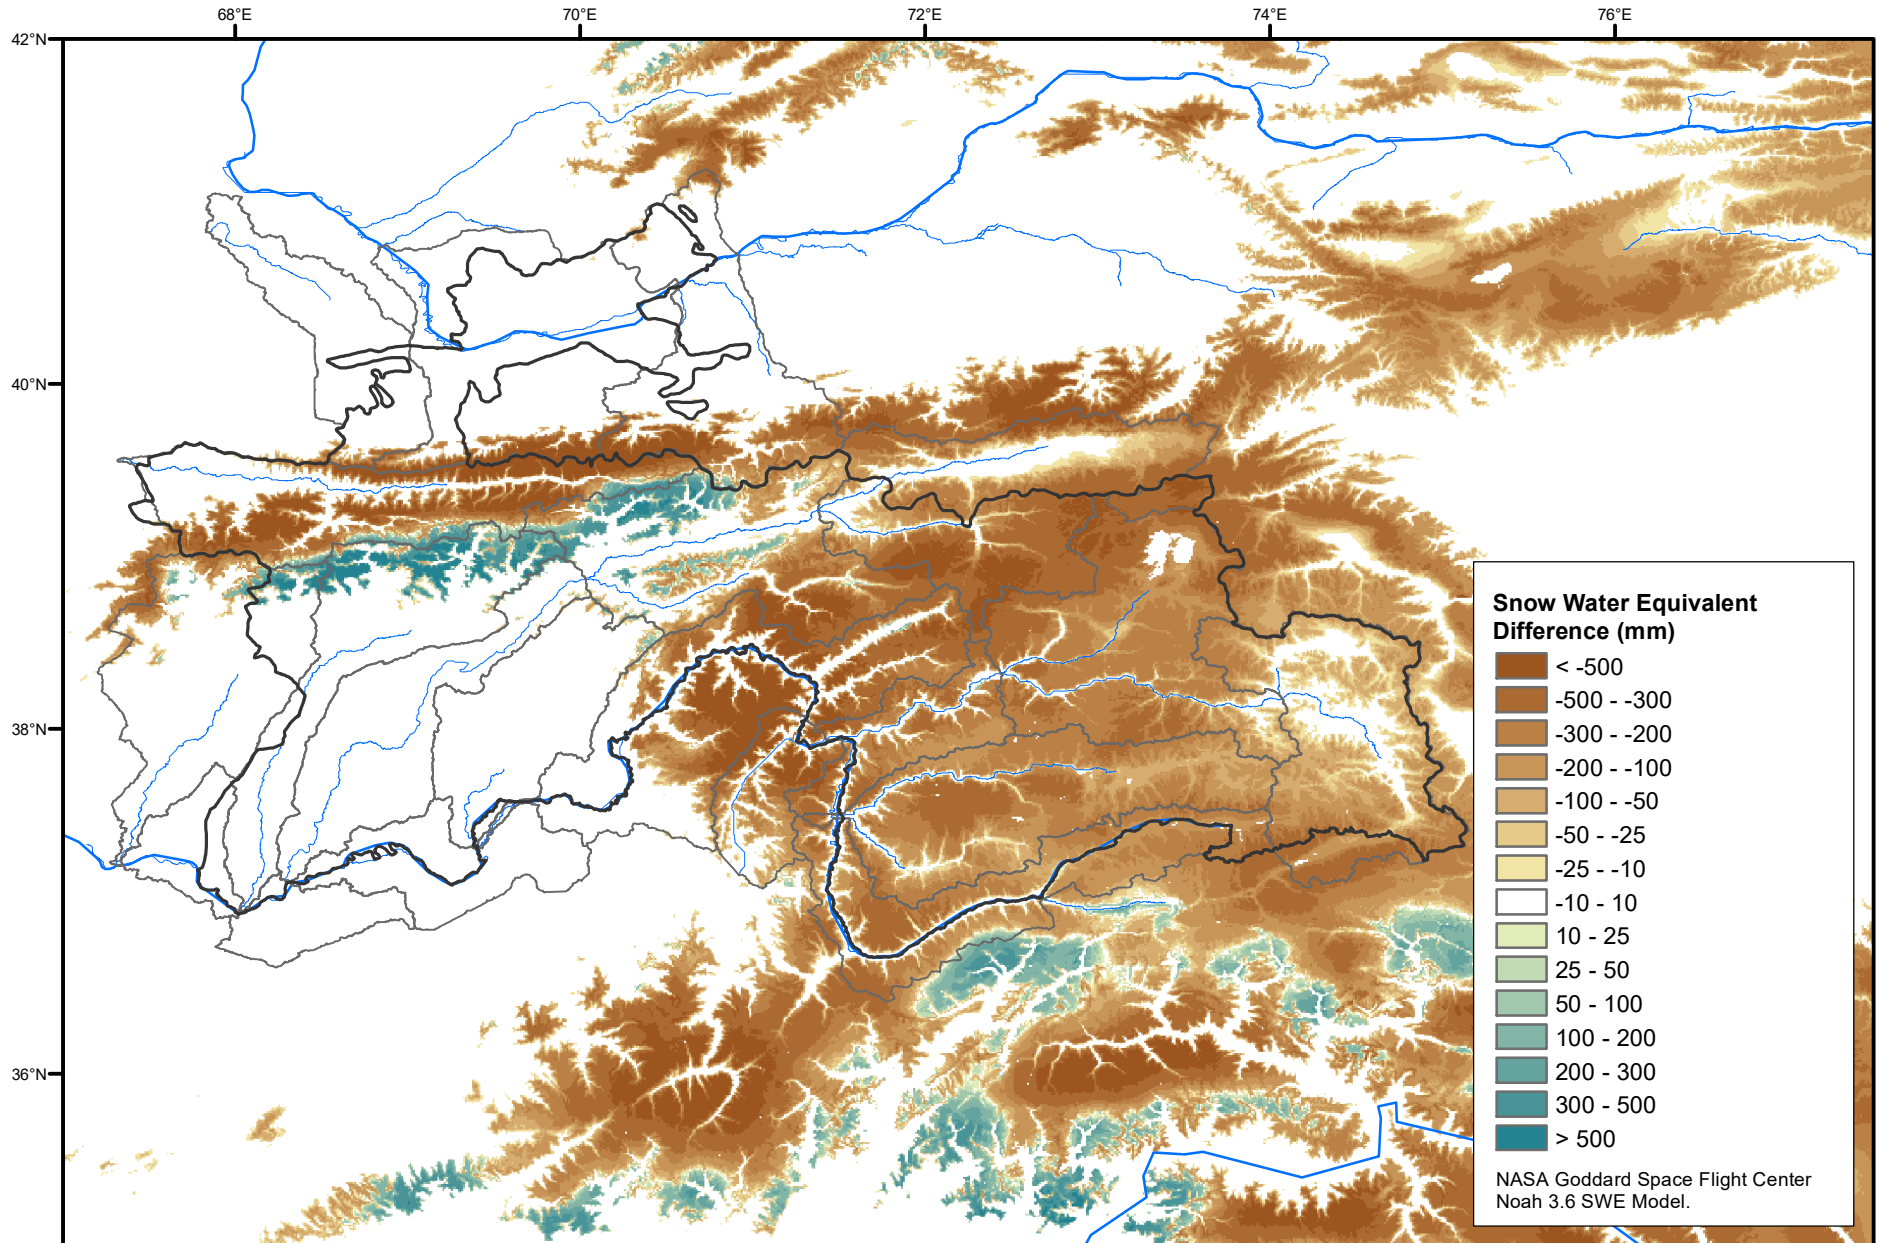 68°E
70°E
72°E
74°E
76°E
42°N
40°N
38°N
36°N
Snow Water Equivalent
Difference (mm)
< -500
-500 - -300
-300 - -200
-200 - -100
-100 - -50
-50 - -25
-25 - -10
-10 - 10
10 - 25
25 - 50
50 - 100
100 - 200
200 - 300
300 - 500
> 500
NASA Goddard Space Flight Center
Noah 3.6 SWE Model.